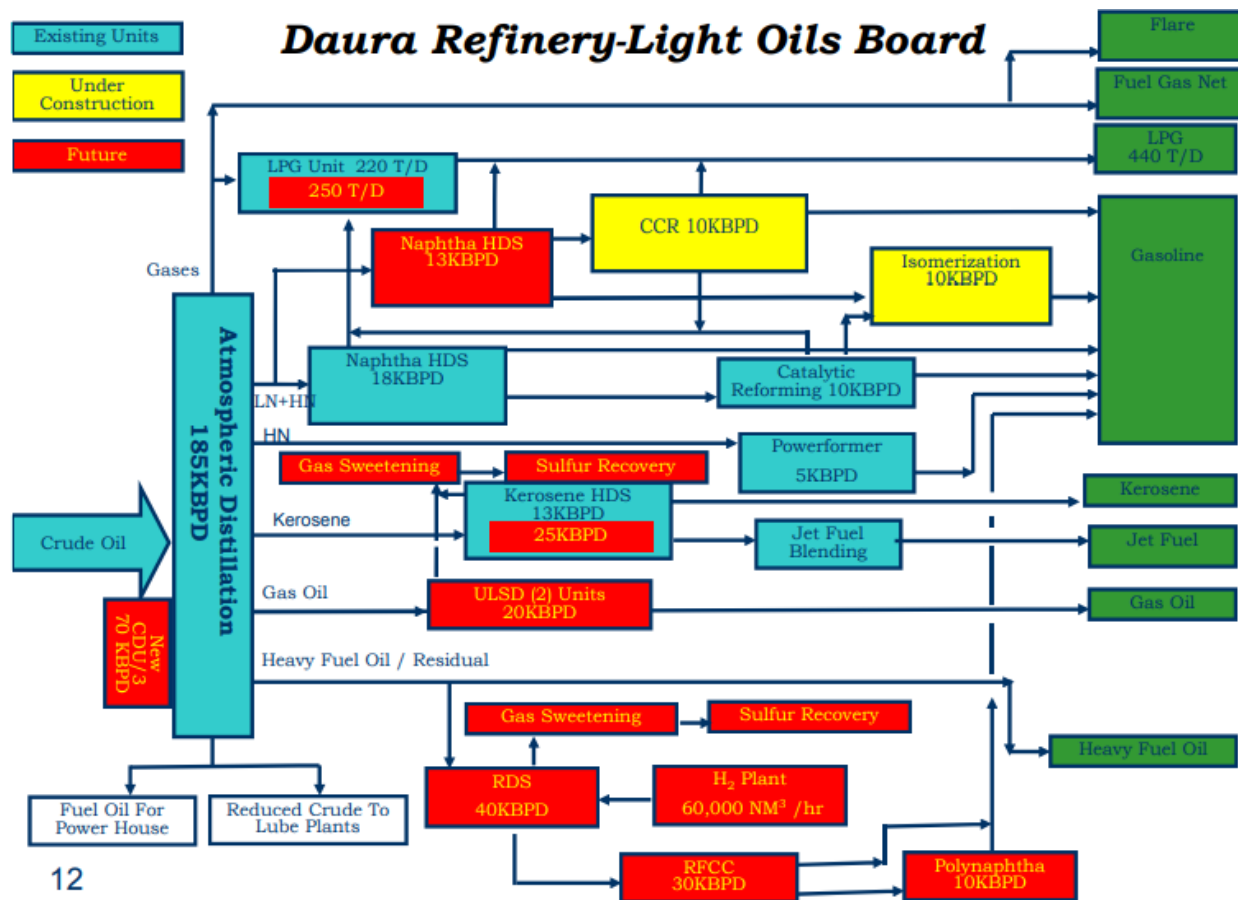 Daura Refinery-Light Oils Board
Existing Units
Under
Construction
Future
Flare
Fuel Gas Net
LPG
440 T/D
LPG Unit 220 T/D
250 T/D
CCR 10KBPD
Naphtha HDS
13KBPD
Isomerization
10KBPD
Gasoline
Gases
Atmospheric Distillation
185KBPD
Naphtha HDS
18KBPD
Catalytic
Reforming 10KBPD
LN+HN
HN
Powerformer
5KBPD
Gas Sweetening
Sulfur Recovery
Kerosene HDS
13KBPD
25KBPD
Kerosene
Kerosene
Jet Fuel
Blending
Jet Fuel
Crude Oil
Gas Oil
ULSD (2) Units
20KBPD
Gas Oil
New
CDU/3
70 KBPD
Heavy Fuel Oil / Residual
Gas Sweetening
Sulfur Recovery
Heavy Fuel Oil
RDS
40KBPD
H₂ Plant
60,000 NM³ /hr
Fuel Oil For
Power House
Reduced Crude To
Lube Plants
RFCC
30KBPD
Polynaphtha
10KBPD
12